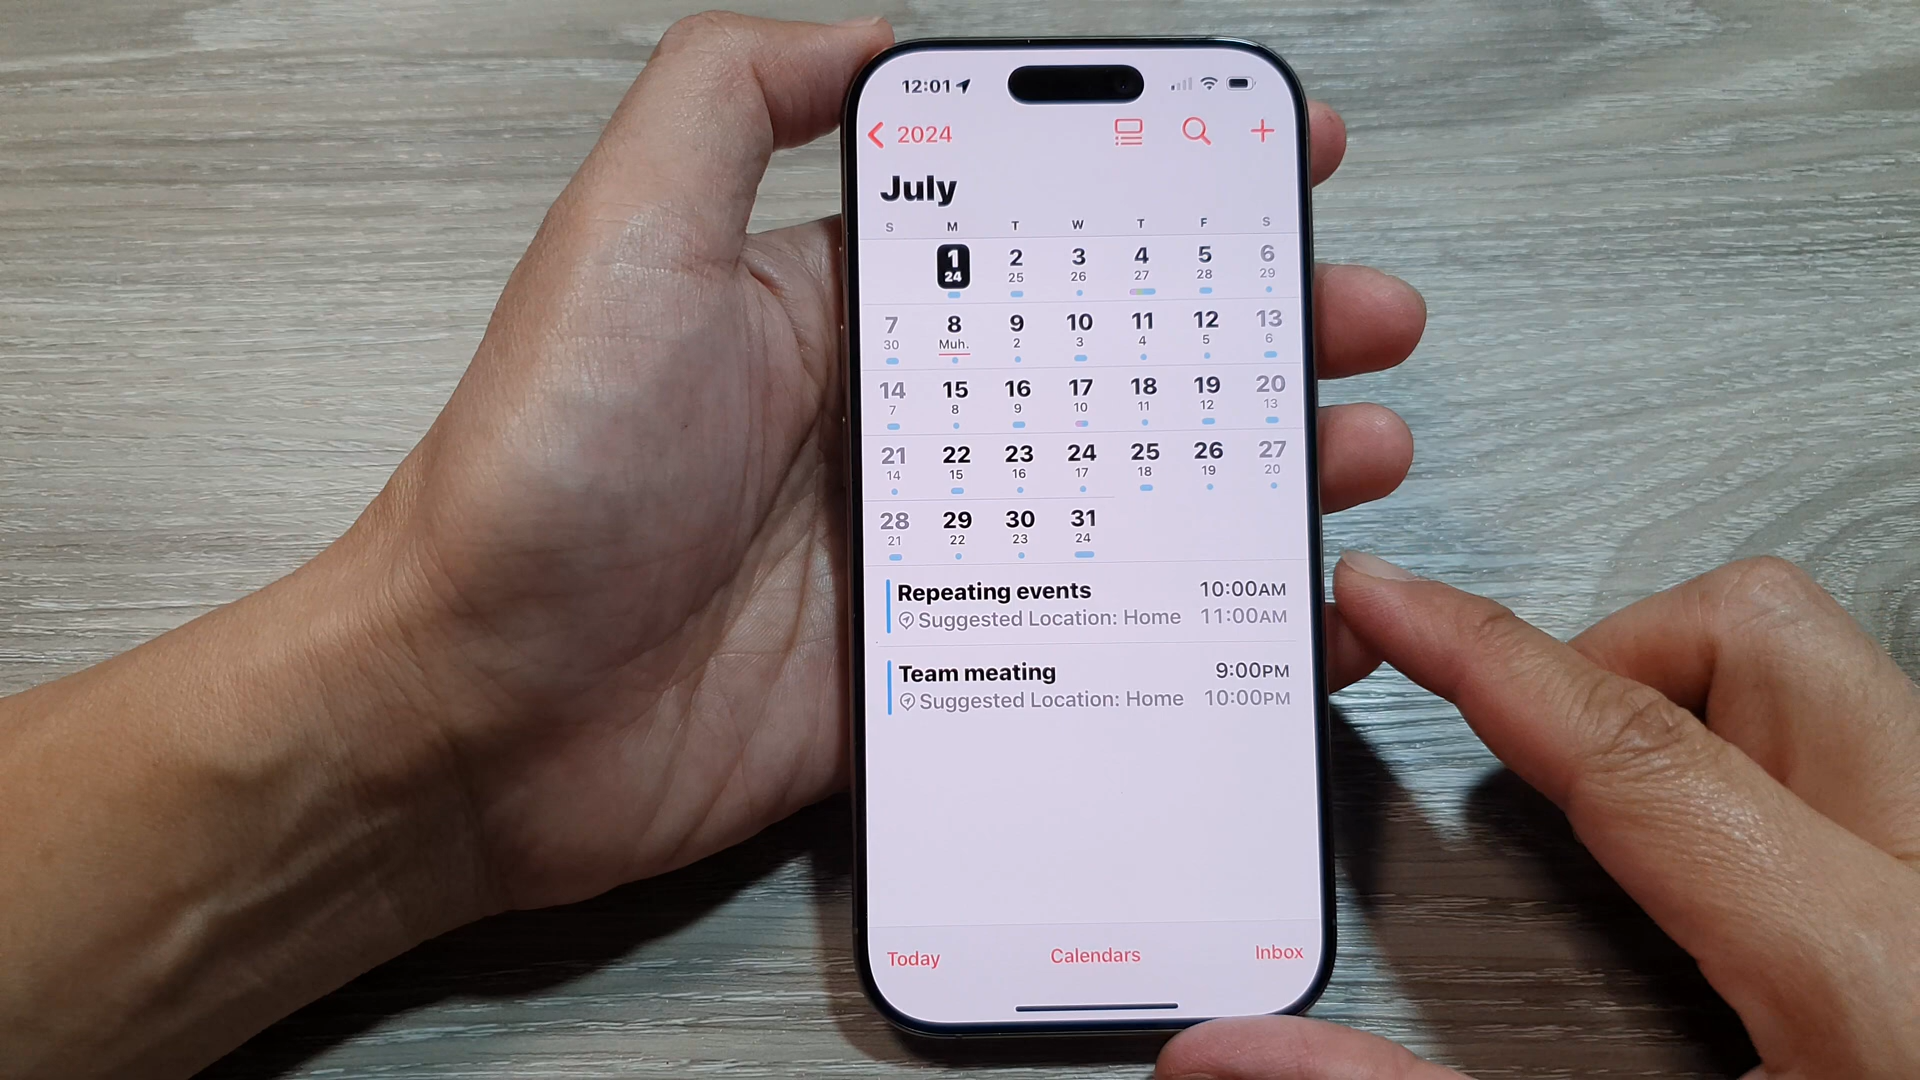 12:01
2024
July
S M T W T F S
1 2 3 4 5 6
24 25 26 27 28 29
7 8 9 10 11 12 13
30 Muh. 2 3 4 5 6
14 15 16 17 18 19 20
7 8 9 10 11 12 13
21 22 23 24 25 26 27
14 15 16 17 18 19 20
28 29 30 31
21 22 23 24
Repeating events 10:00AM
Suggested Location: Home 11:00AM
Team meating 9:00PM
Suggested Location: Home 10:00PM
Today Calendars Inbox